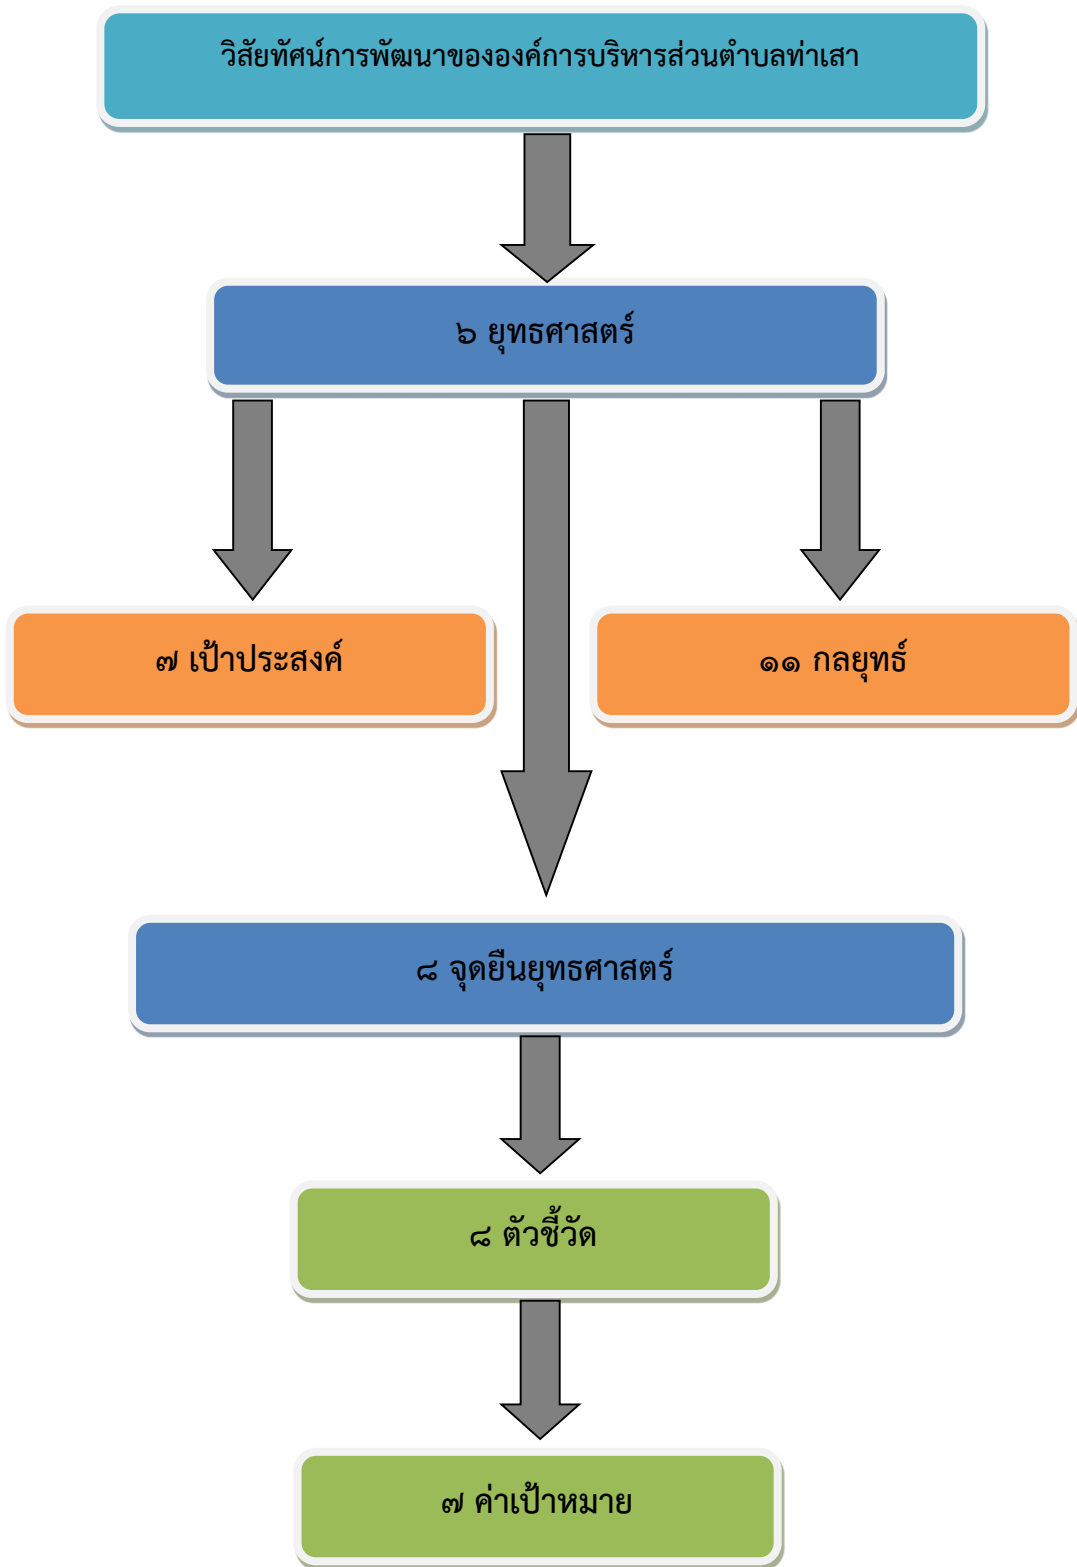 วิสัยทัศน์การพัฒนาขององค์การบริหารส่วนตำบลท่าเสา
๖ ยุทธศาสตร์
๗ เป้าประสงค์
๑๑ กลยุทธ์
๘ จุดยืนยุทธศาสตร์
๘ ตัวชี้วัด
๗ ค่าเป้าหมาย